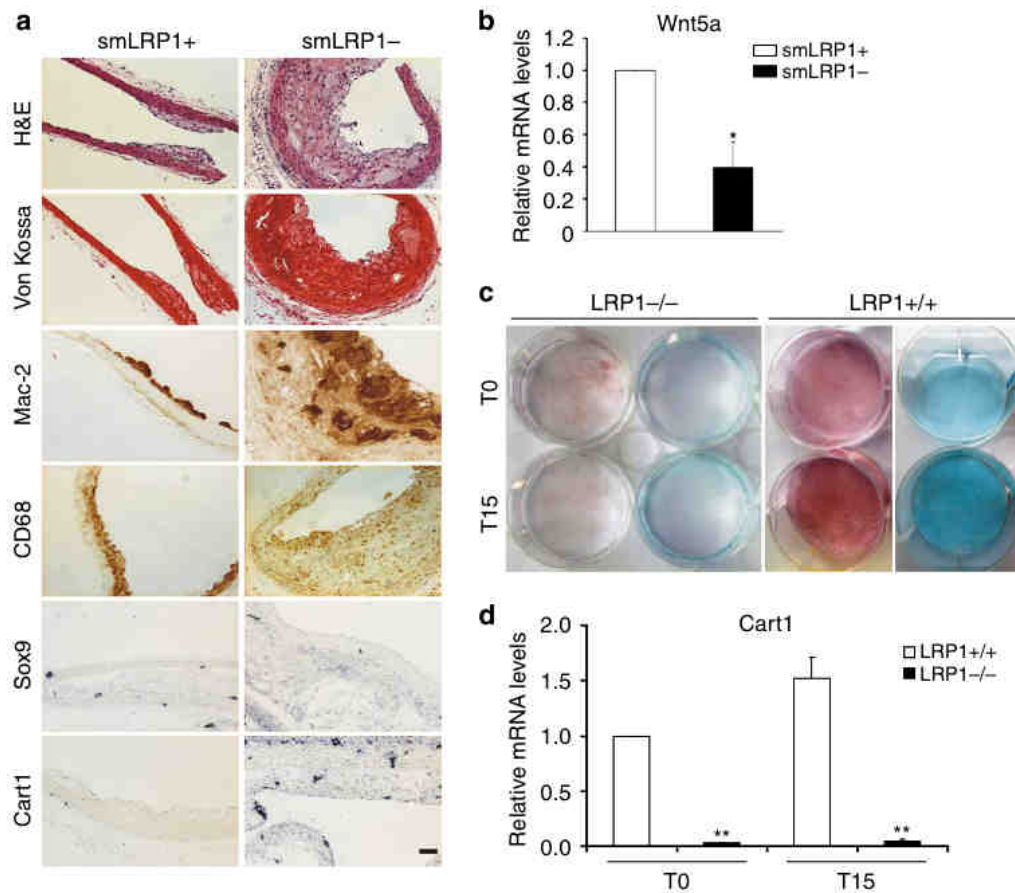 a
smLRP1+ smLRP1–
H&E
Von Kossa
Mac-2
CD68
Sox9
Cart1
b
Wnt5a
smLRP1+
smLRP1–
Relative mRNA levels
1.2
1.0
0.8
0.6
0.4
0.2
0
*
c
LRP1–/– LRP1+/+
T0
T15
d
Cart1
LRP1+/+
LRP1–/–
Relative mRNA levels
2.0
1.5
1.0
0.5
0.0
** **
T0 T15